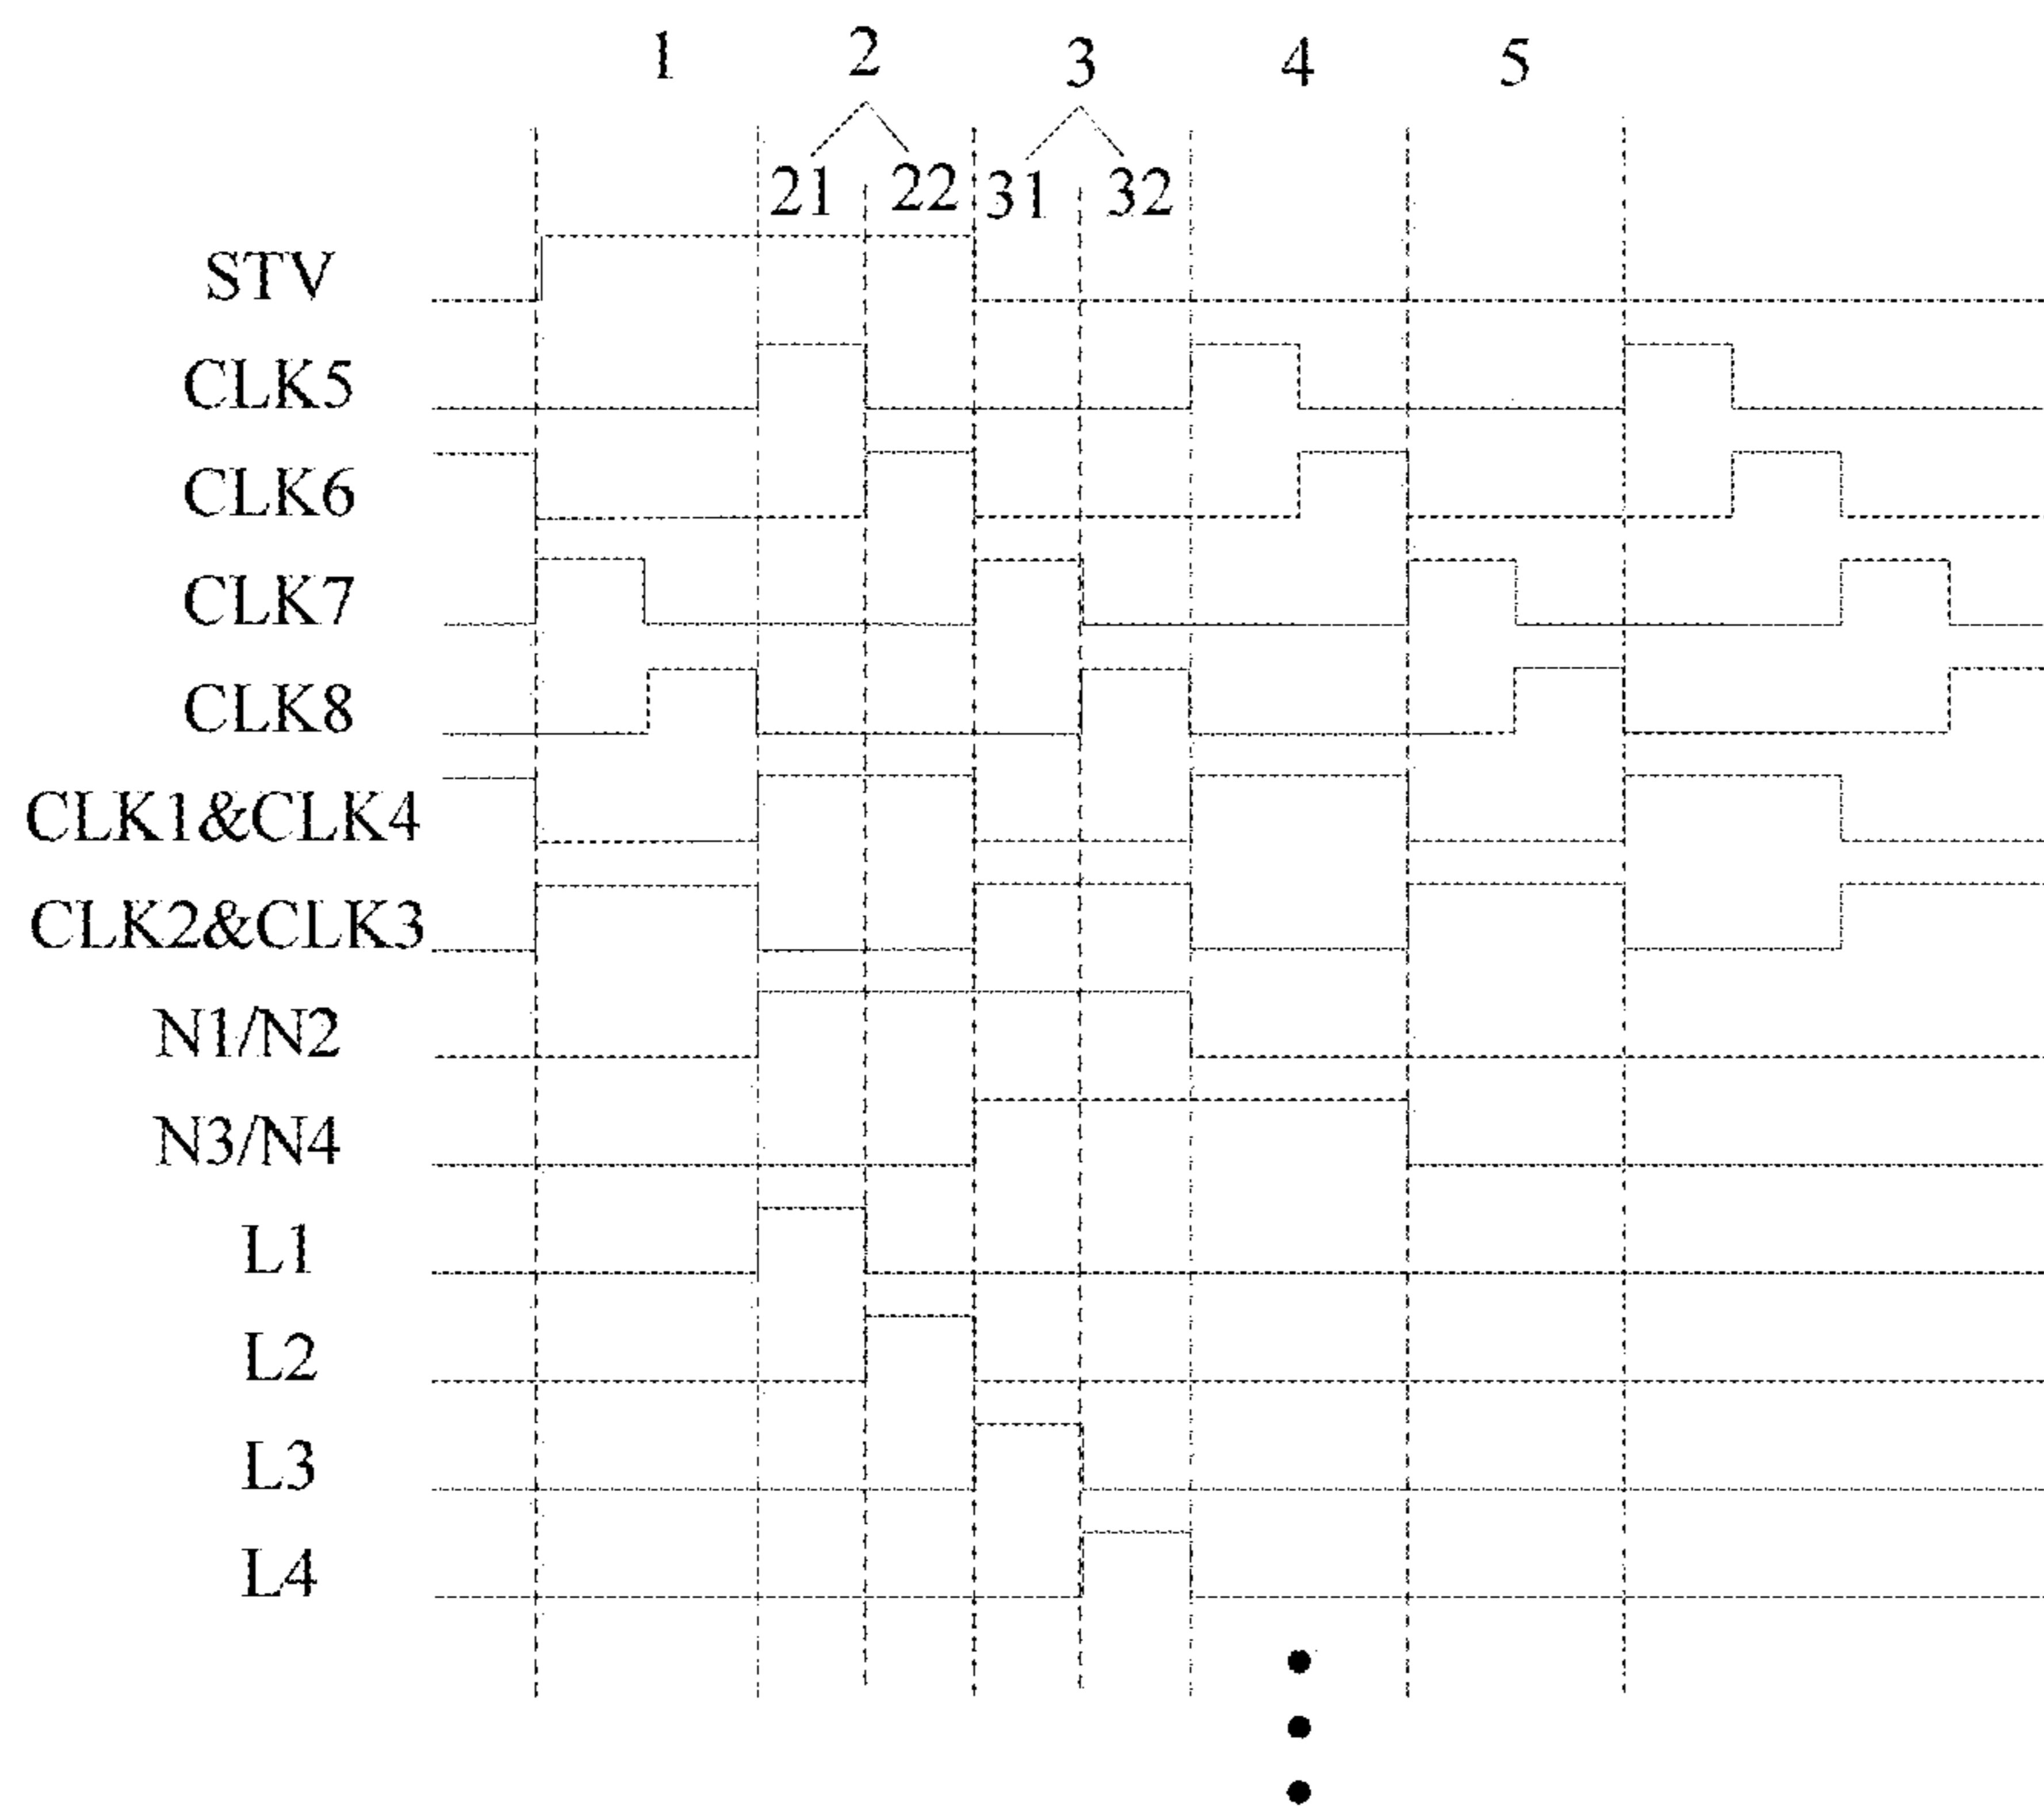 1 2 3 4 5
21 22 31 32
STV
CLK5
CLK6
CLK7
CLK8
CLK1&CLK4
CLK2&CLK3
N1/N2
N3/N4
L1
L2
L3
L4